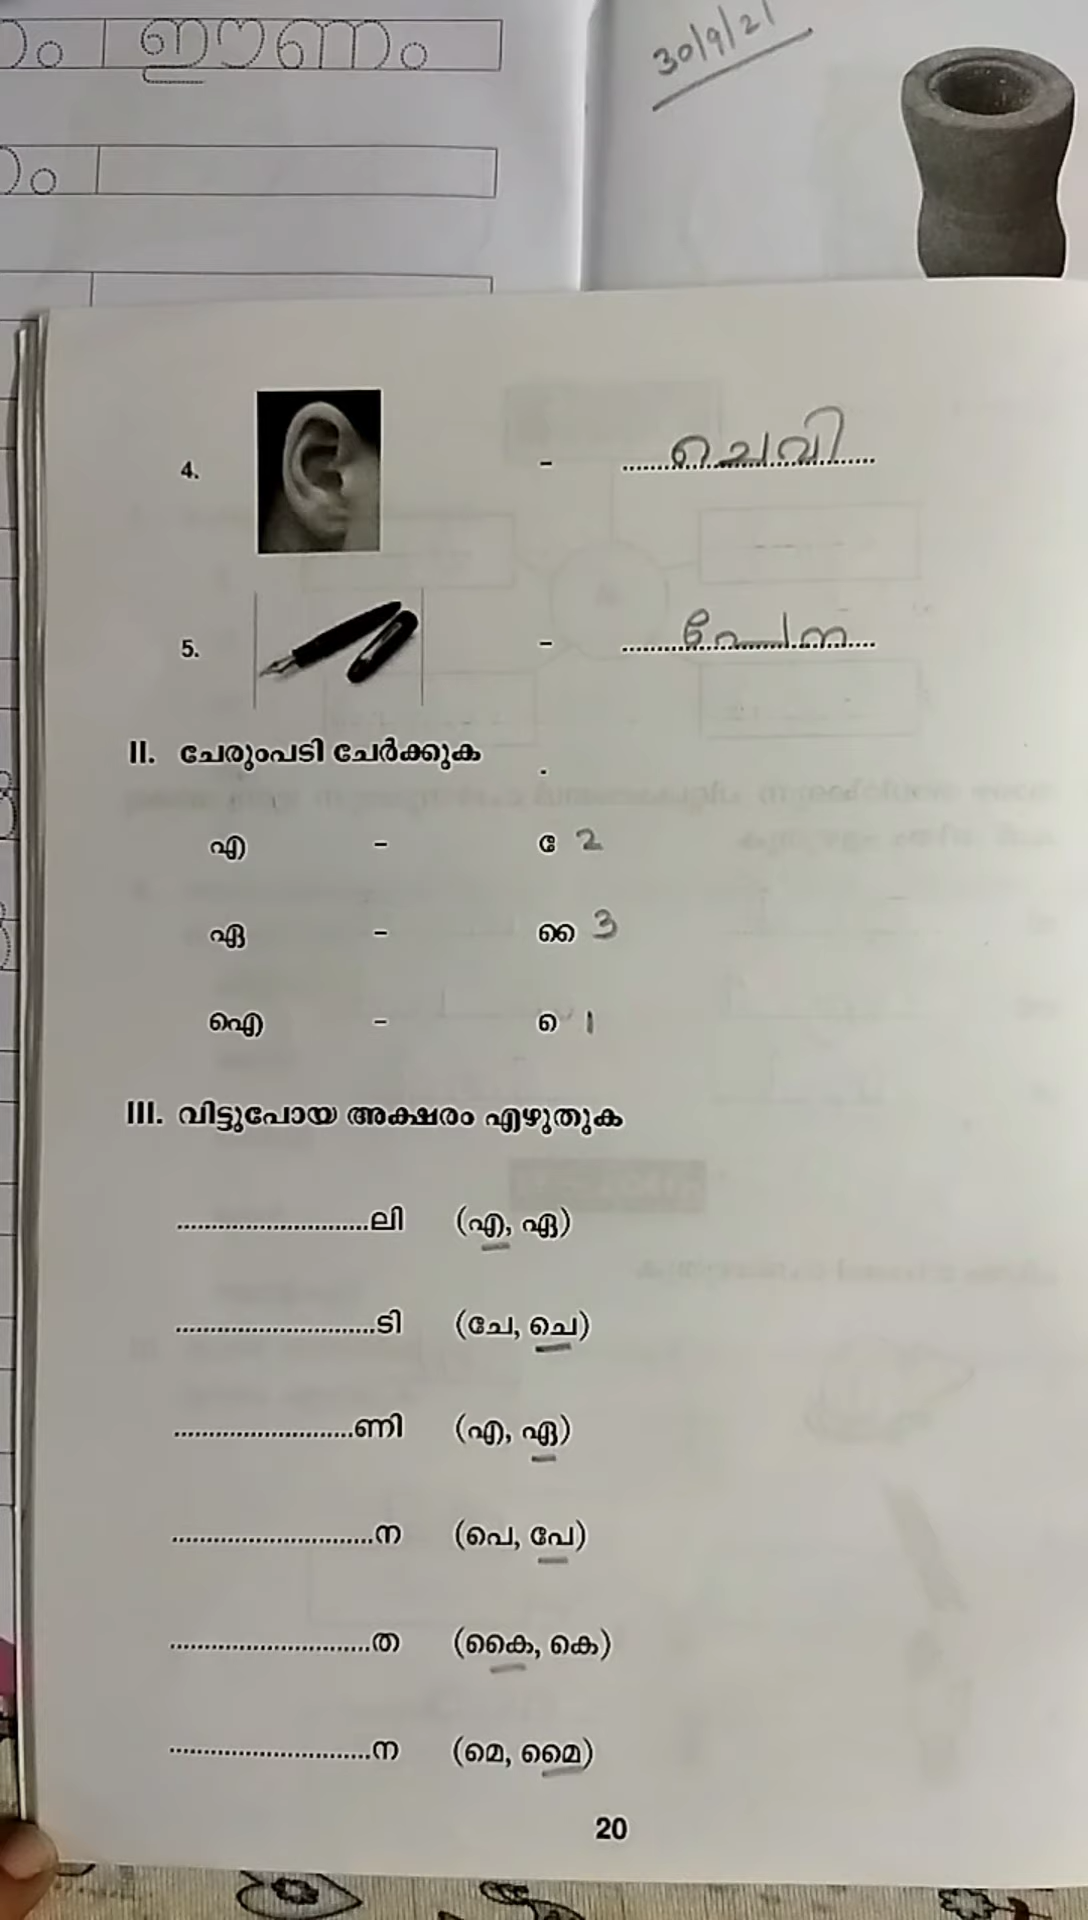 ഈണം
30/9/21
4. - ചെവി
5. - പേന
II. ചേരുംപടി ചേർക്കുക
എ - േ 2
ഏ - ൈ 3
ഐ - െ 1
III. വിട്ടുപോയ അക്ഷരം എഴുതുക
..........................ലി (എ, ഏ)
..........................ടി (ചേ, ചെ)
..........................ണി (എ, ഏ)
..........................ന (പെ, പേ)
..........................ത (കൈ, കെ)
..........................ന (മെ, മൈ)
20